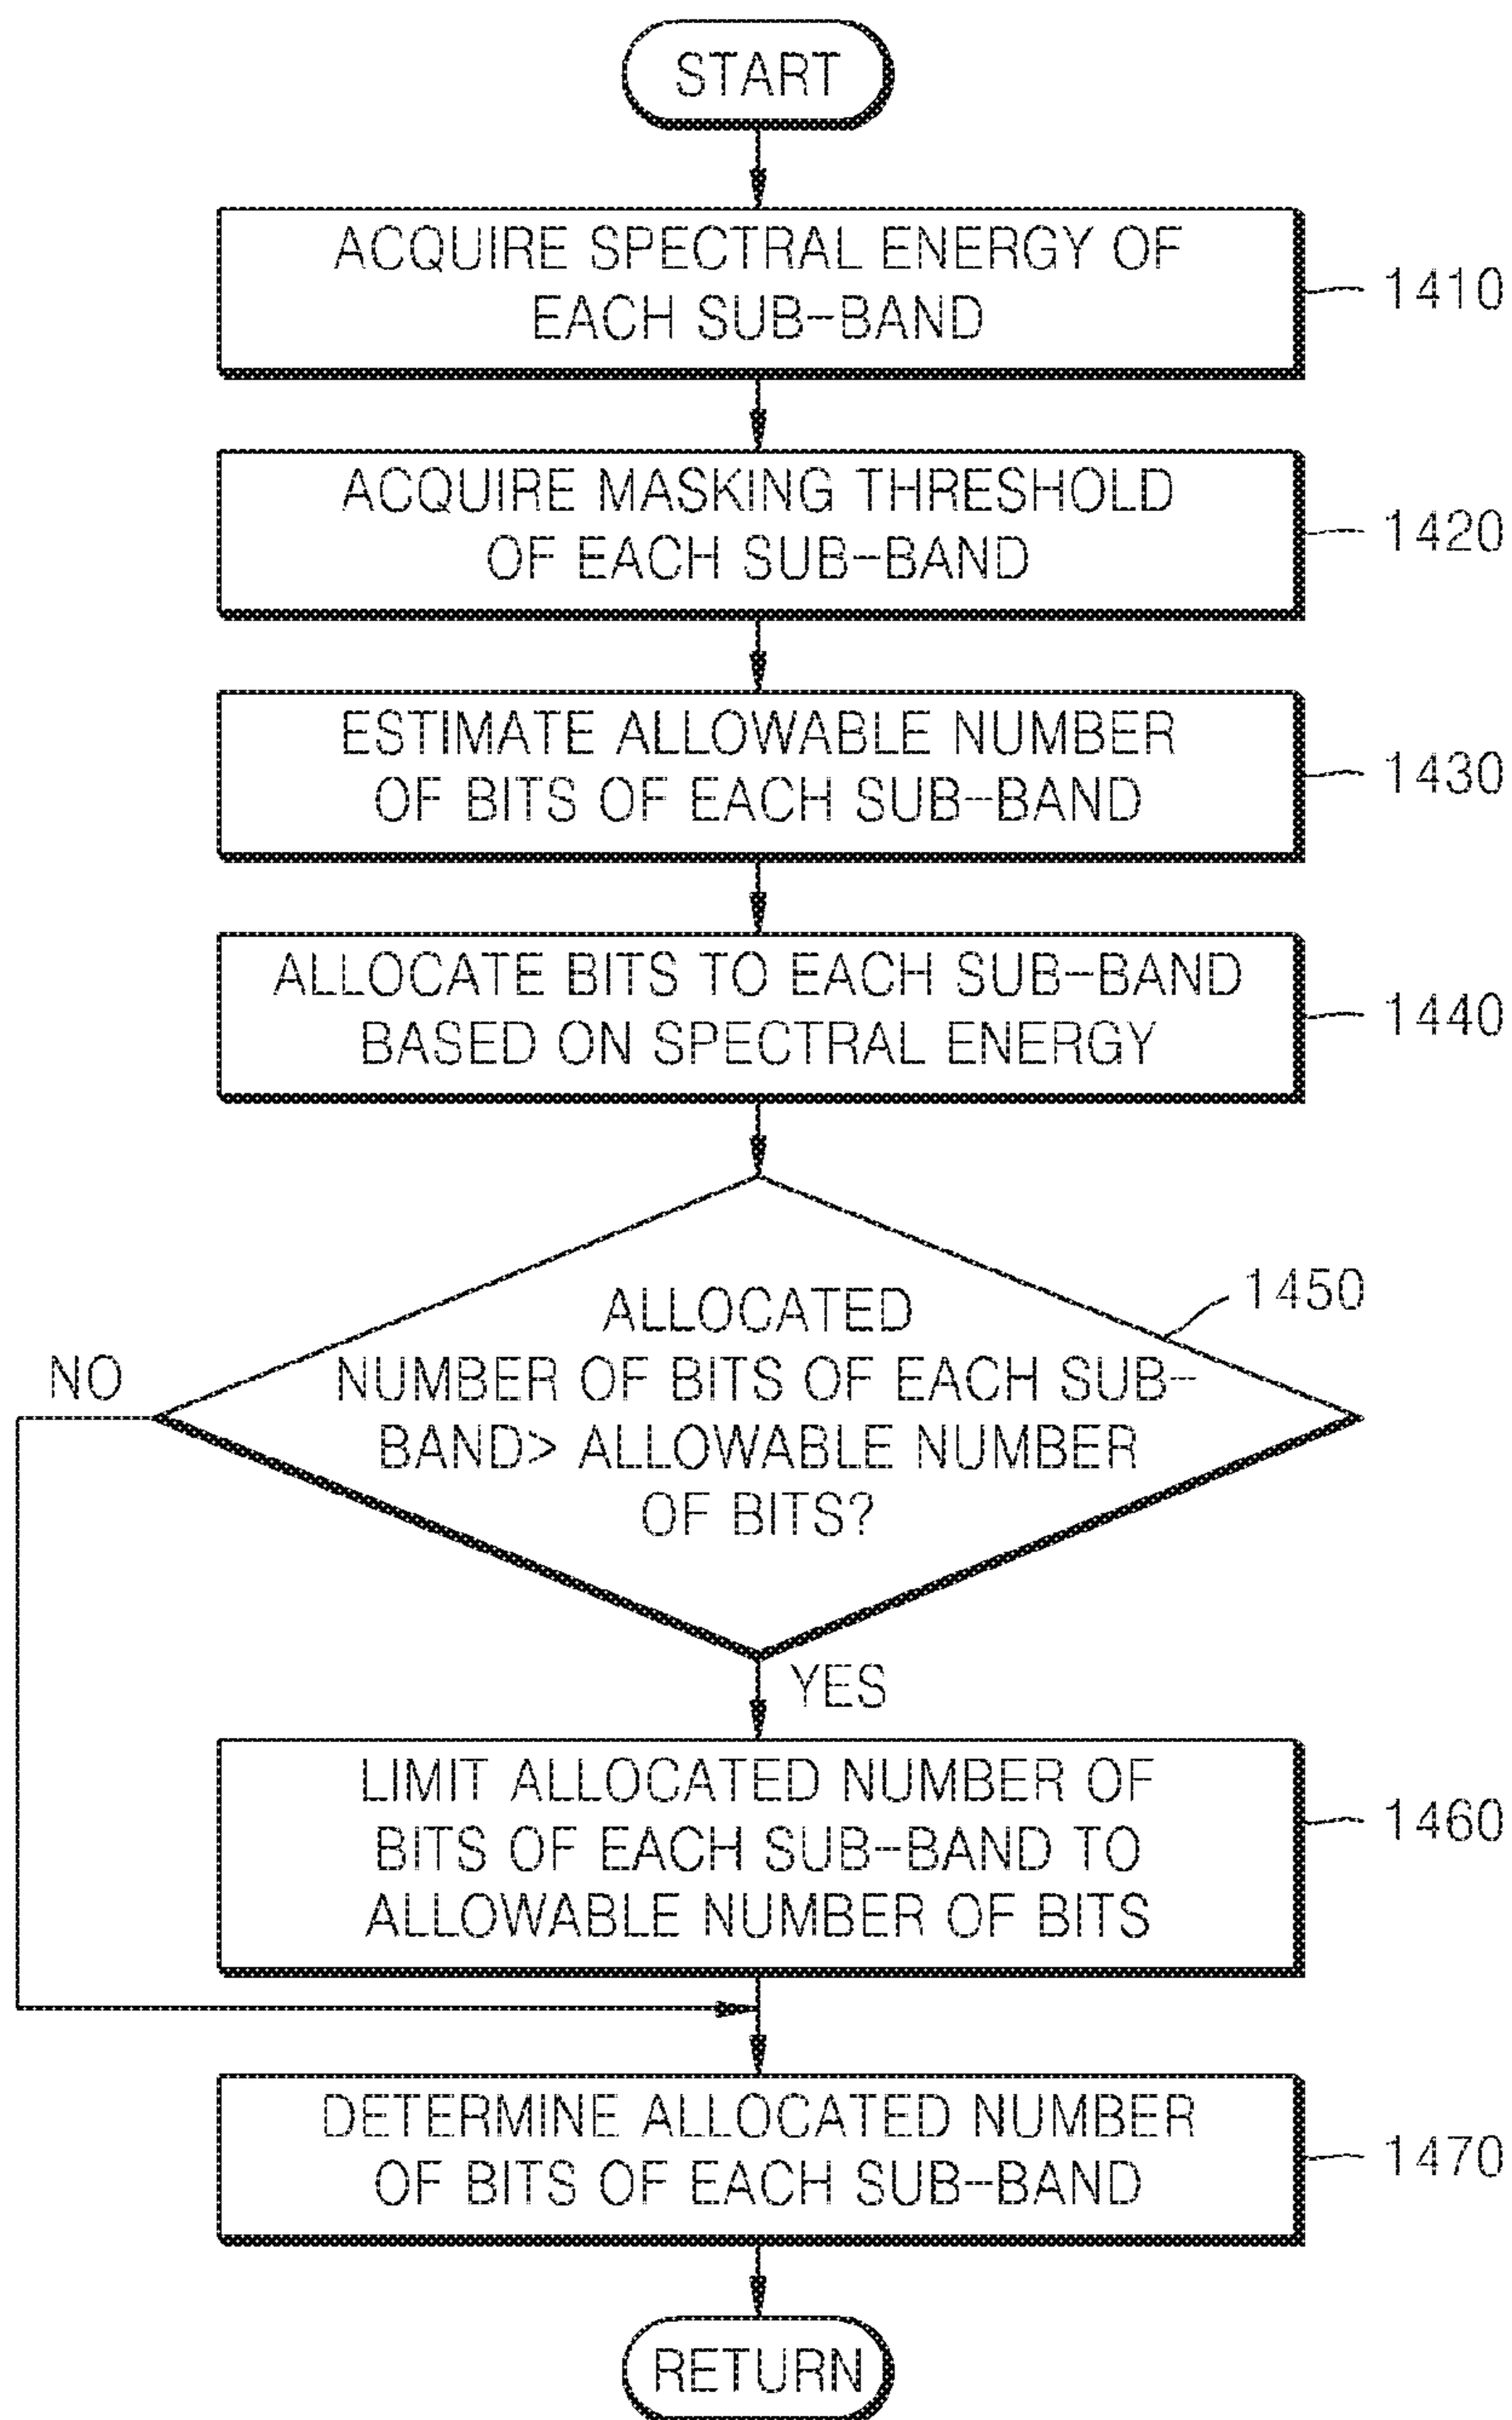 START
ACQUIRE SPECTRAL ENERGY OF
EACH SUB-BAND
1410
ACQUIRE MASKING THRESHOLD
OF EACH SUB-BAND
1420
ESTIMATE ALLOWABLE NUMBER
OF BITS OF EACH SUB-BAND
1430
ALLOCATE BITS TO EACH SUB-BAND
BASED ON SPECTRAL ENERGY
1440
ALLOCATED
NUMBER OF BITS OF EACH SUB-
BAND> ALLOWABLE NUMBER
OF BITS?
1450
NO
YES
LIMIT ALLOCATED NUMBER OF
BITS OF EACH SUB-BAND TO
ALLOWABLE NUMBER OF BITS
1460
DETERMINE ALLOCATED NUMBER
OF BITS OF EACH SUB-BAND
1470
RETURN